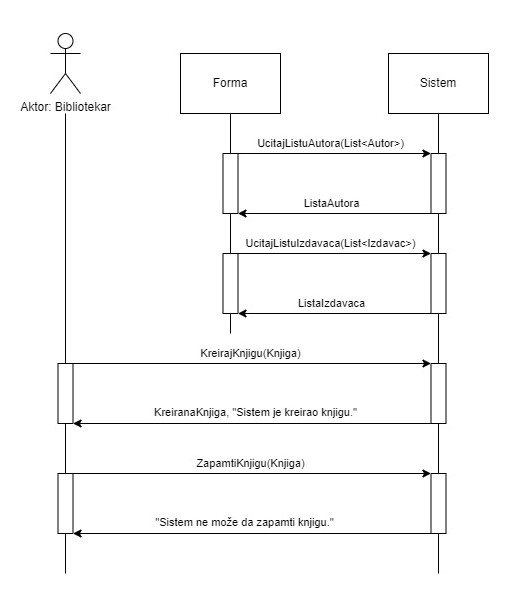 Forma
Sistem
Aktor: Bibliotekar
UcitajListuAutora(List<Autor>)
ListaAutora
UcitajListuIzdavaca(List<Izdavac>)
ListaIzdavaca
KreirajKnjigu(Knjiga)
KreiranaKnjiga, "Sistem je kreirao knjigu."
ZapamtiKnjigu(Knjiga)
"Sistem ne može da zapamti knjigu."